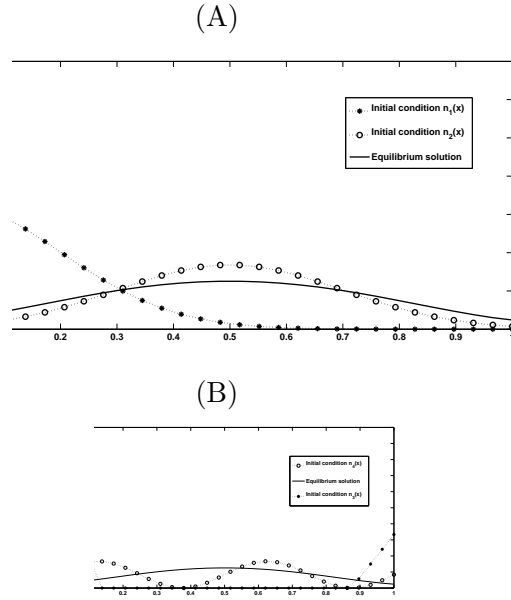 (A)
Initial condition n1(x)
Initial condition n2(x)
Equilibrium solution
0.2 0.3 0.4 0.5 0.6 0.7 0.8 0.9 1
(B)
Initial condition n4(x)
Equilibrium solution
Initial condition n3(x)
0.2 0.3 0.4 0.5 0.6 0.7 0.8 0.9 1